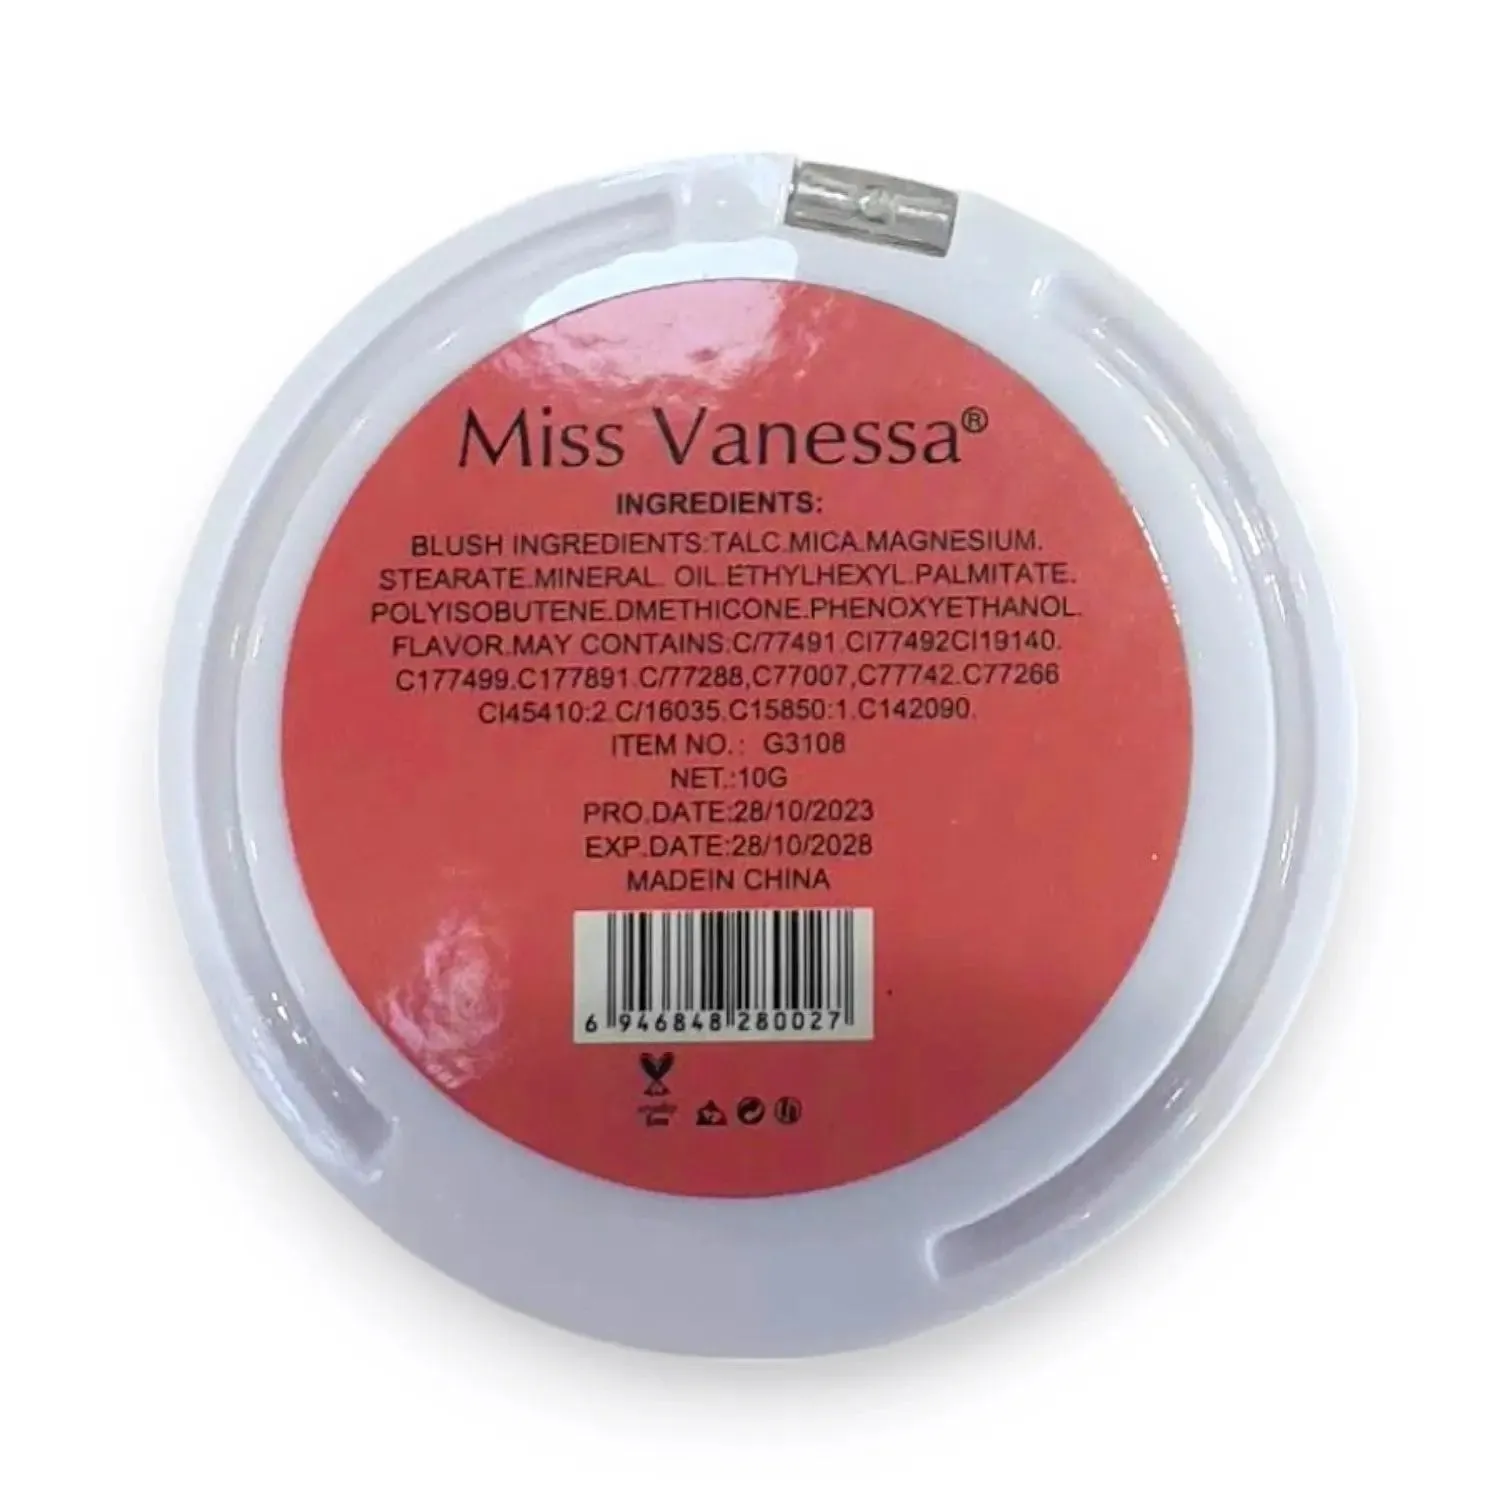 Miss Vanessa®
INGREDIENTS:
BLUSH INGREDIENTS:TALC.MICA.MAGNESIUM.
STEARATE.MINERAL. OIL.ETHYLHEXYL.PALMITATE.
POLYISOBUTENE.DMETHICONE.PHENOXYETHANOL.
FLAVOR.MAY CONTAINS:C/77491.CI77492CI19140.
C177499.C177891.C/77288,C77007,C77742.C77266
CI45410:2.C/16035.C15850:1.C142090.
ITEM NO.: G3108
NET.:10G
PRO.DATE:28/10/2023
EXP.DATE:28/10/2028
MADEIN CHINA
6 946848 280027